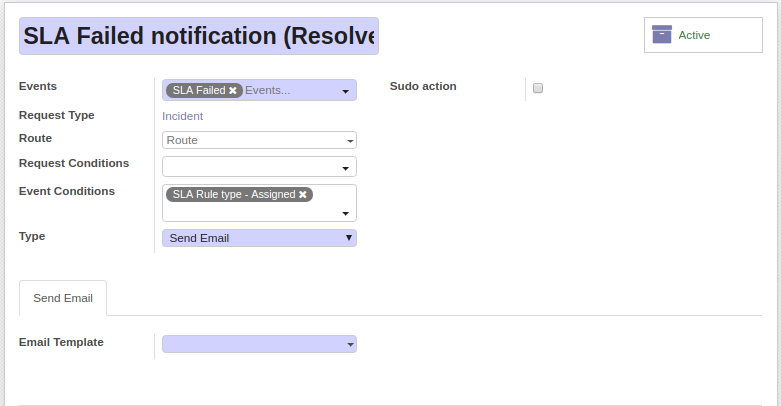 SLA Failed notification (Resolve
Active
Events
SLA Failed ✖ Events...
Sudo action
Request Type
Incident
Route
Route
Request Conditions
Event Conditions
SLA Rule type - Assigned ✖
Type
Send Email
Send Email
Email Template